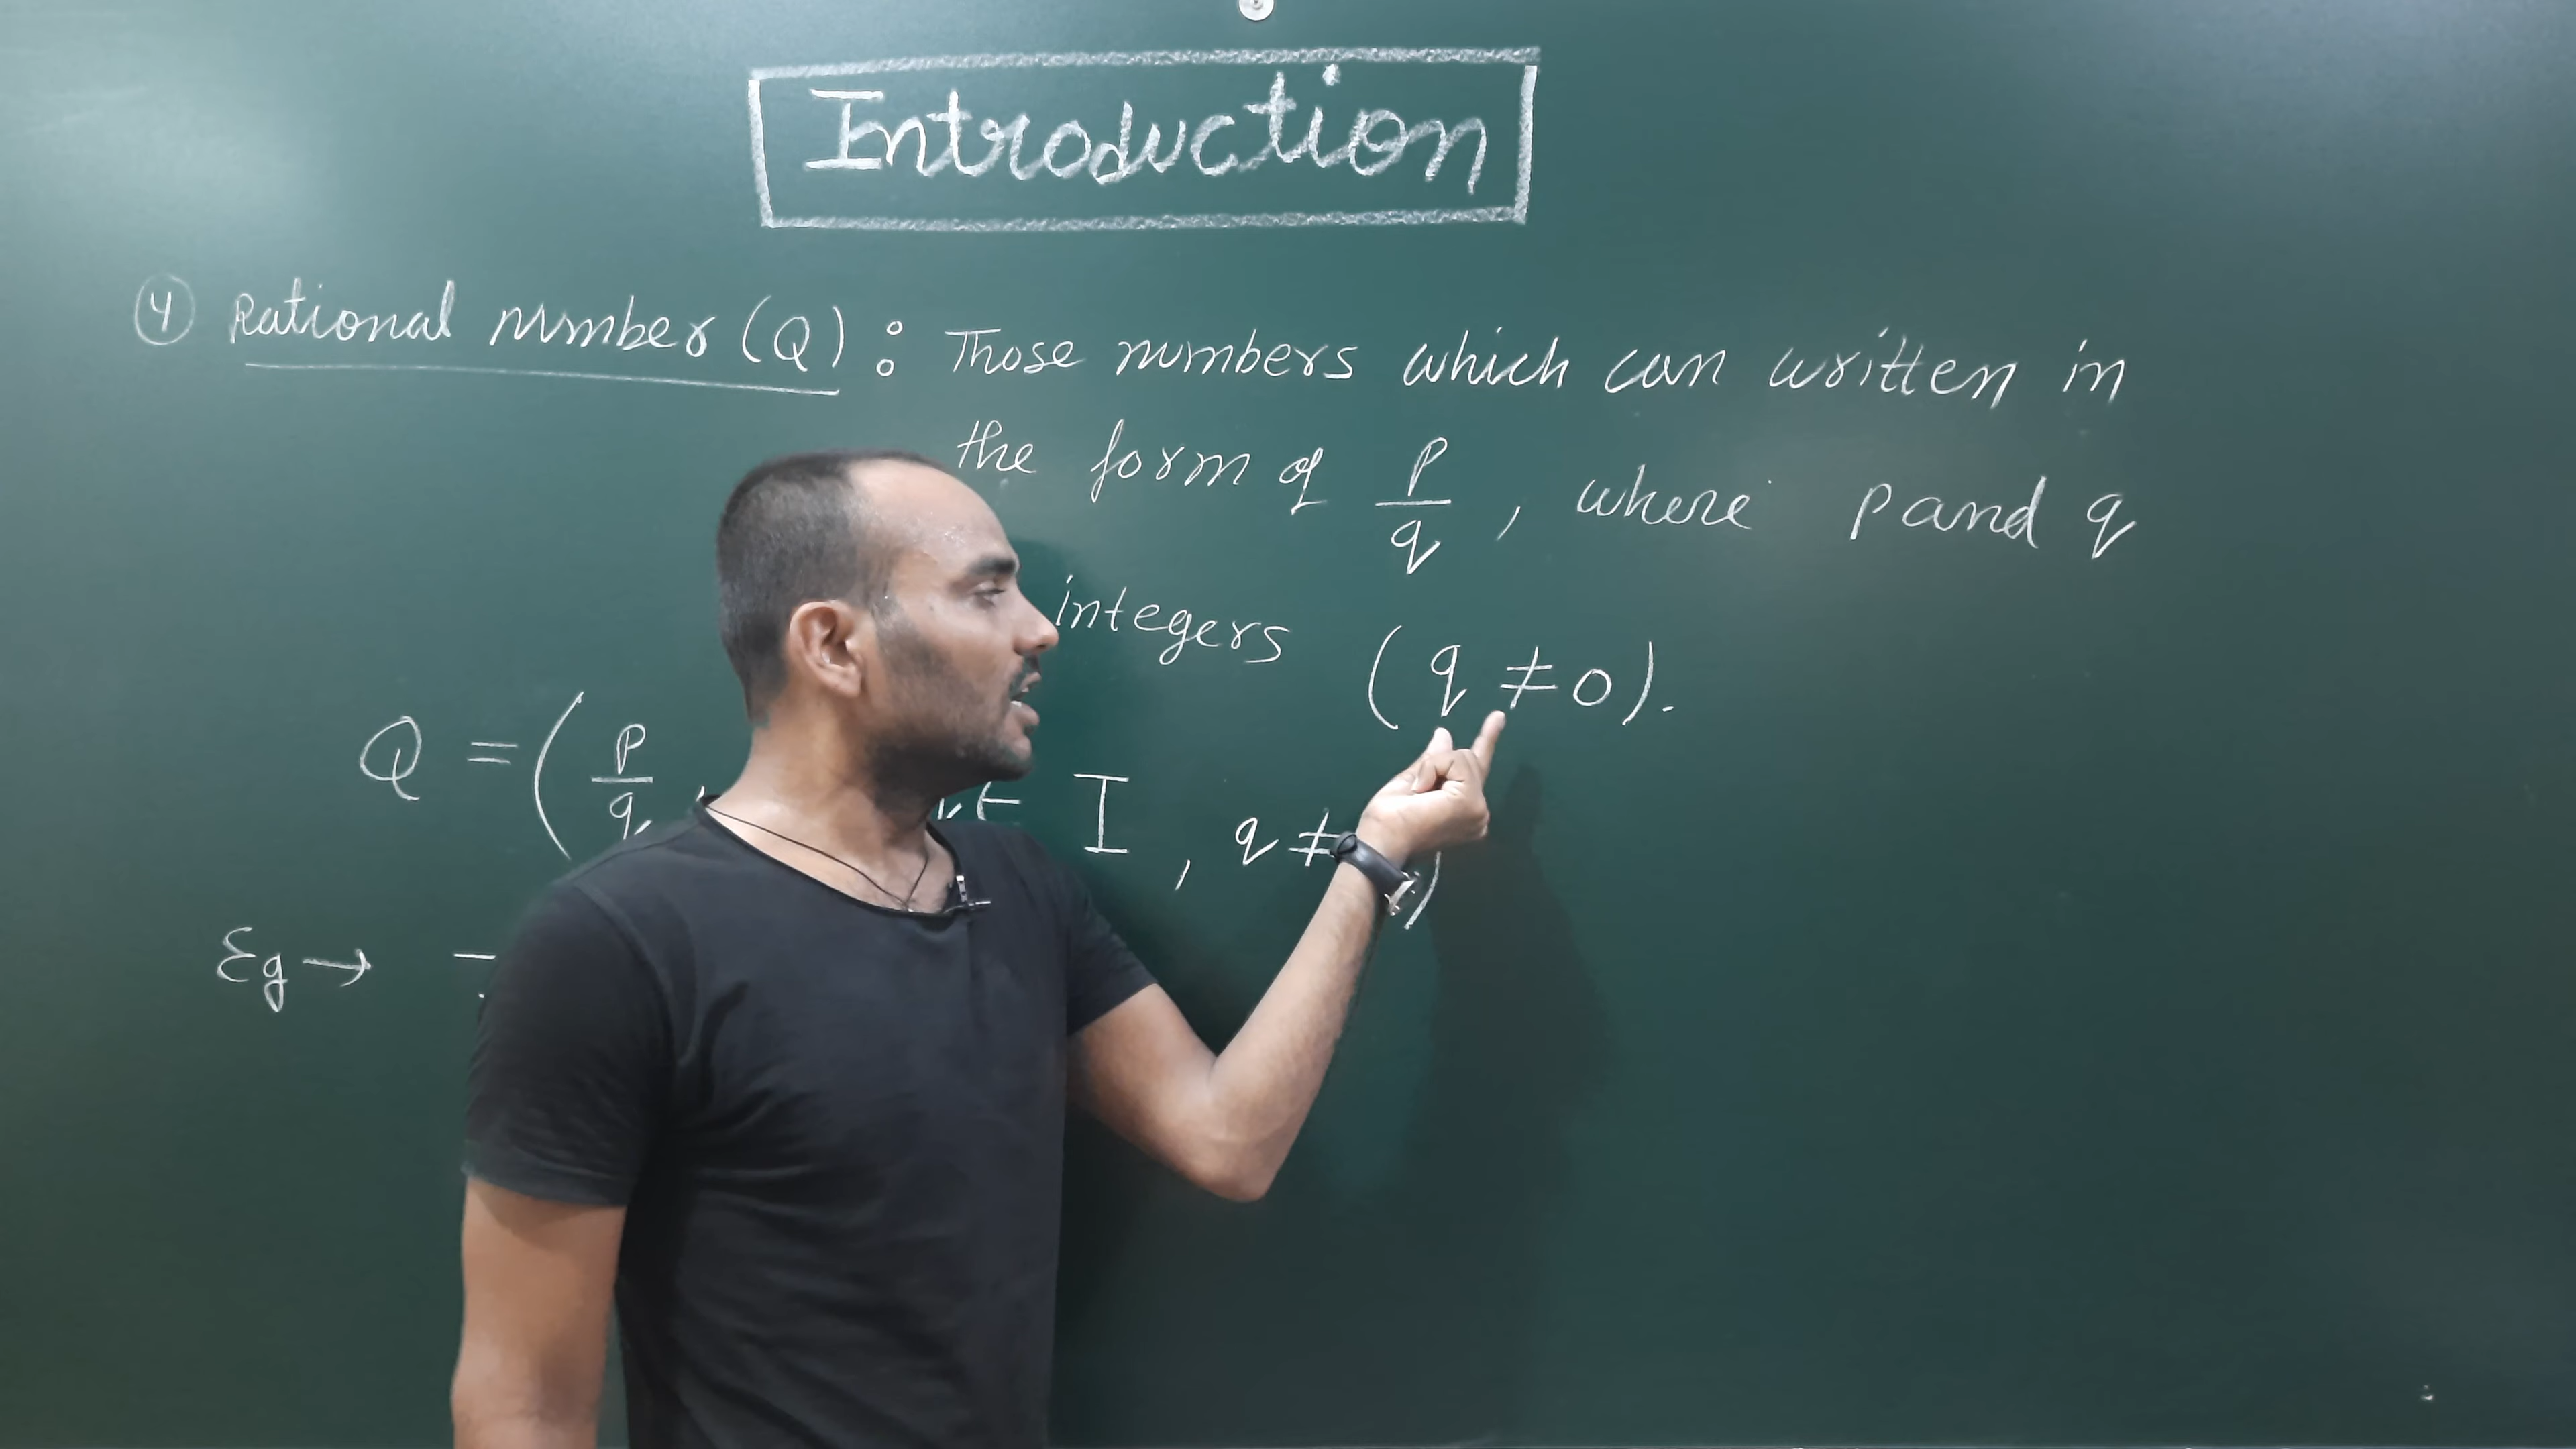 Introduction
④ Rational number (Q) : Those numbers which can written in
the form of p/q , where p and q
integers (q ≠ 0).
Q = ( p/q , ∈ I , q ≠ )
Eg →